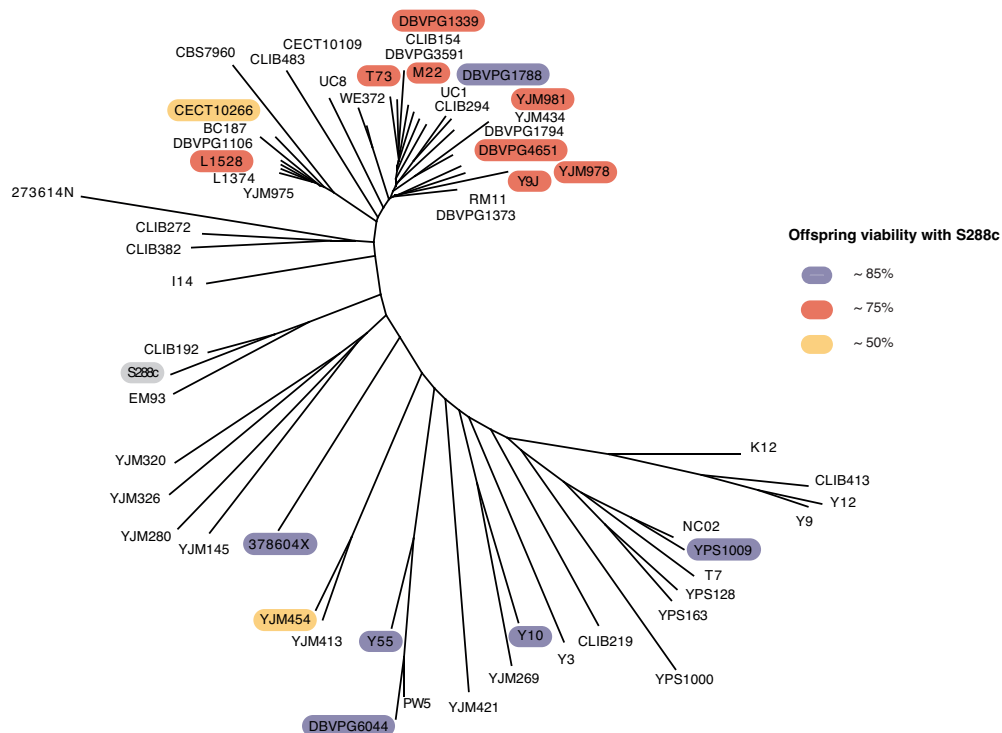 DBVPG1339
CLIB154
CECT10109
DBVPG3591
CBS7960
CLIB483
T73
M22
DBVPG1788
UC8
UC1
WE372
YJM981
CLIB294
CECT10266
YJM434
BC187
DBVPG1794
DBVPG1106
DBVPG4651
L1528
YJM978
L1374
Y9J
YJM975
273614N
RM11
DBVPG1373
CLIB272
CLIB382
Offspring viability with S288c
~ 85%
I14
~ 75%
~ 50%
CLIB192
S288c
EM93
K12
YJM320
CLIB413
YJM326
Y12
Y9
NC02
YJM280
YJM145
378604X
YPS1009
T7
YPS128
YPS163
YJM454
YJM413
Y55
Y10
CLIB219
Y3
YJM269
YPS1000
PW5
YJM421
DBVPG6044